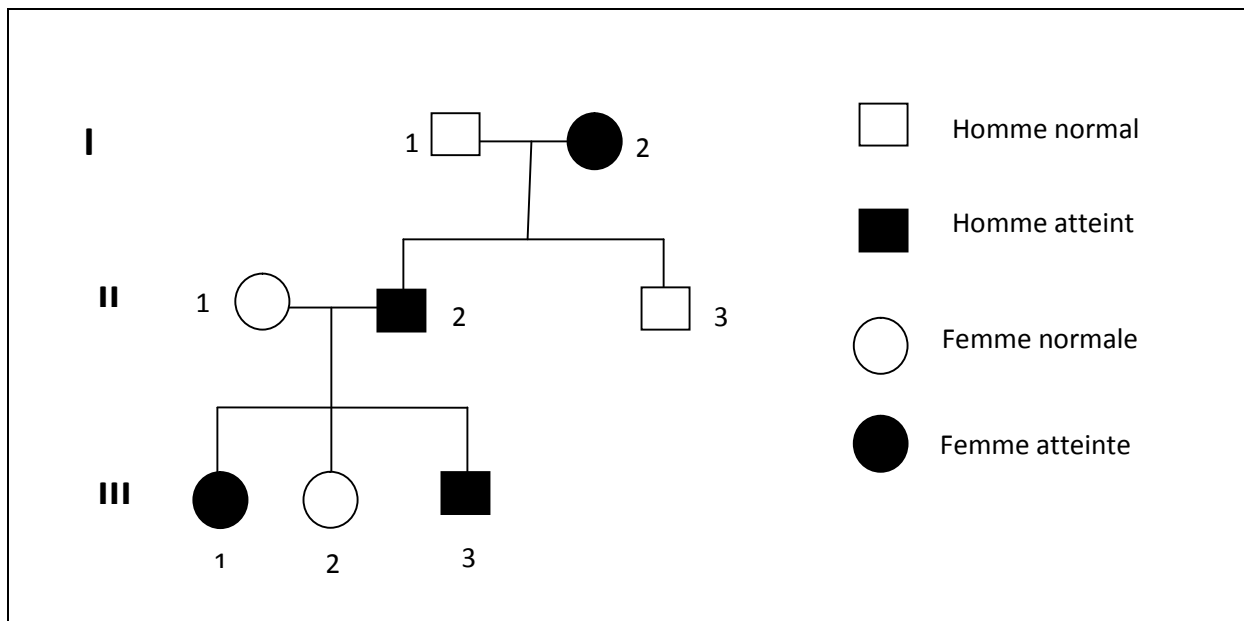 I
1
2
Homme normal
Homme atteint
II
1
2
3
Femme normale
Femme atteinte
III
1
2
3